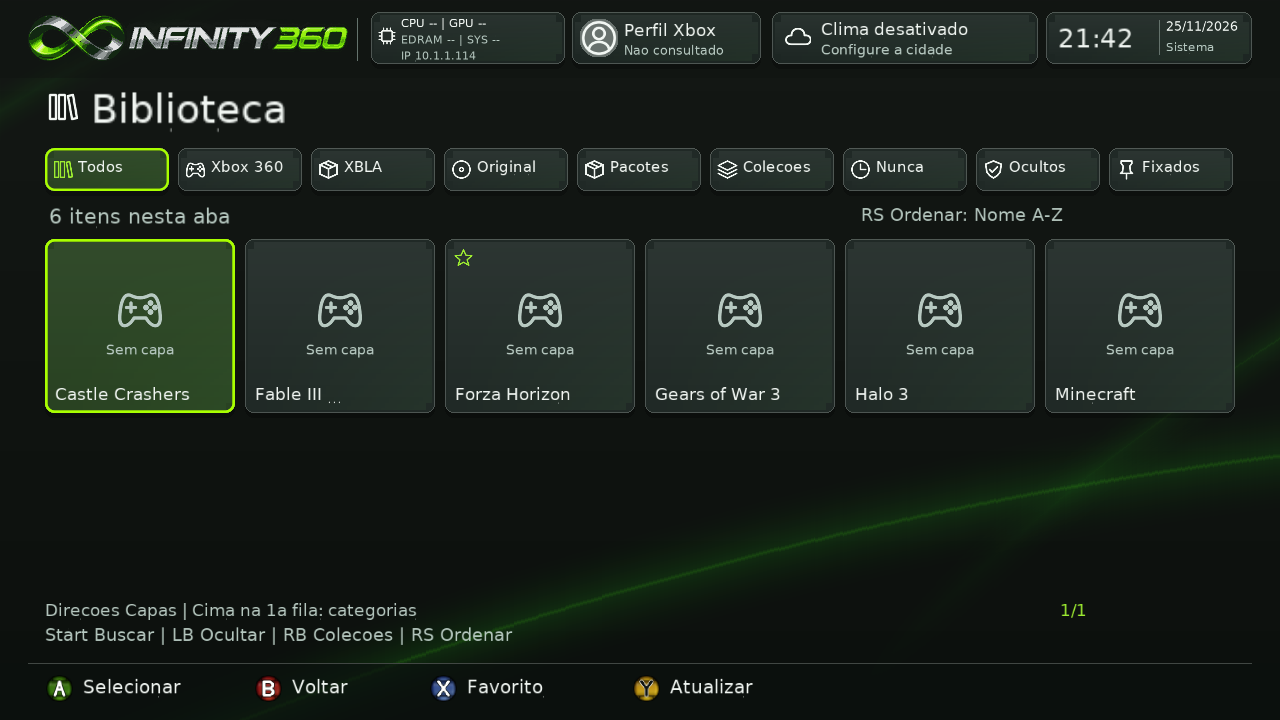 INFINITY 360
CPU -- | GPU --
EDRAM -- | SYS --
IP 10.1.1.114
Perfil Xbox
Nao consultado
Clima desativado
Configure a cidade
21:42
25/11/2026
Sistema
Biblioteca
Todos
Xbox 360
XBLA
Original
Pacotes
Colecoes
Nunca
Ocultos
Fixados
6 itens nesta aba
RS Ordenar: Nome A-Z
Sem capa
Castle Crashers
Sem capa
Fable III ...
Sem capa
Forza Horizon
Sem capa
Gears of War 3
Sem capa
Halo 3
Sem capa
Minecraft
Direcoes Capas | Cima na 1a fila: categorias
1/1
Start Buscar | LB Ocultar | RB Colecoes | RS Ordenar
A Selecionar
B Voltar
X Favorito
Y Atualizar